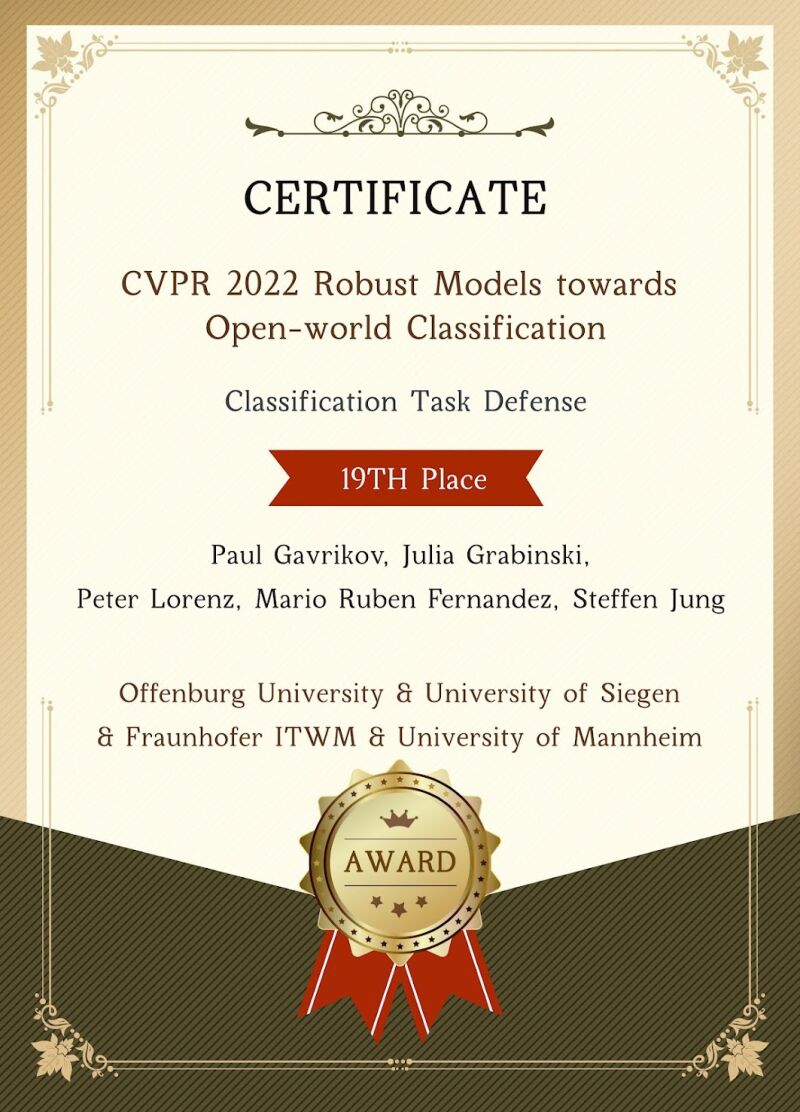 CERTIFICATE
CVPR 2022 Robust Models towards
Open-world Classification
Classification Task Defense
19TH Place
Paul Gavrikov, Julia Grabinski,
Peter Lorenz, Mario Ruben Fernandez, Steffen Jung
Offenburg University & University of Siegen
& Fraunhofer ITWM & University of Mannheim
AWARD